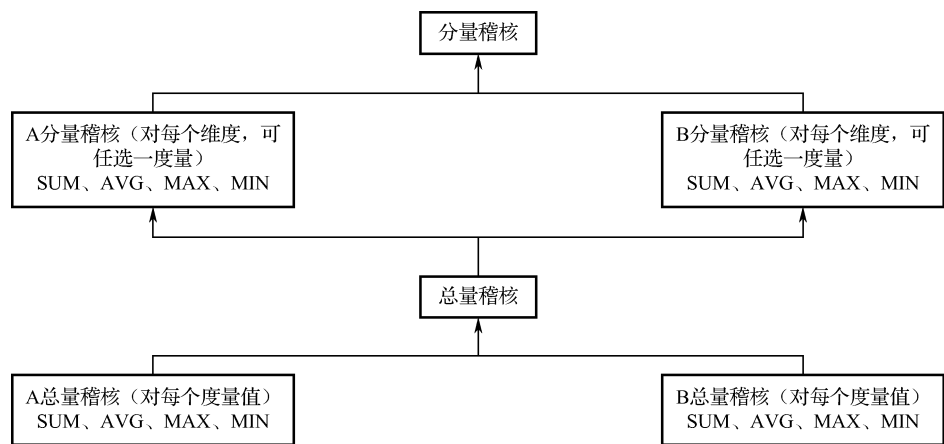 分量稽核
A分量稽核（对每个维度，可
任选一度量）
SUM、AVG、MAX、MIN
B分量稽核（对每个维度，可
任选一度量）
SUM、AVG、MAX、MIN
总量稽核
A总量稽核（对每个度量值）
SUM、AVG、MAX、MIN
B总量稽核（对每个度量值）
SUM、AVG、MAX、MIN